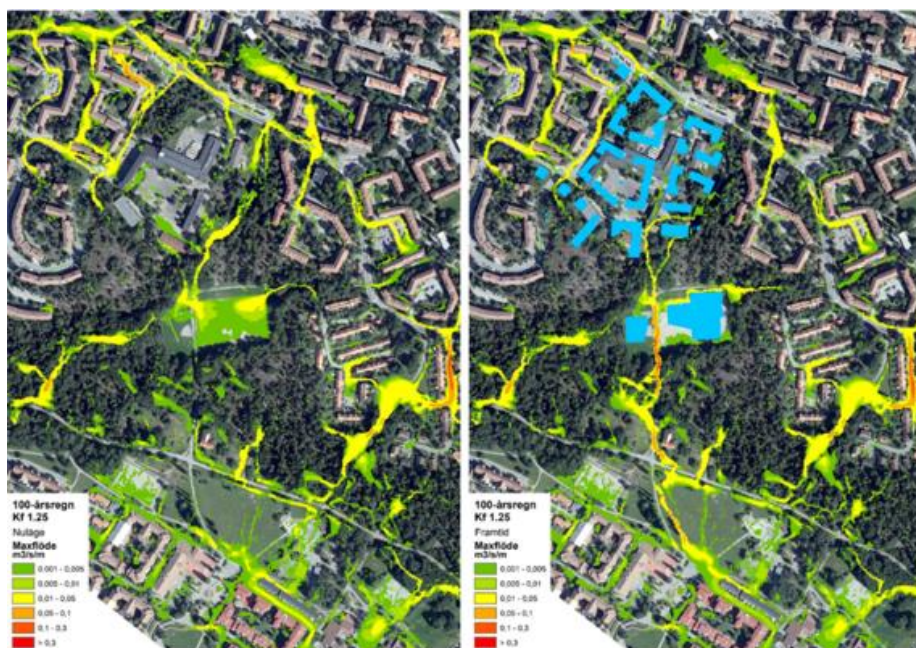 100-årsregn
Kf 1.25
Nuläge
Maxflöde
m3/s/m
0,001 - 0,005
0,005 - 0,01
0,01 - 0,05
0,05 - 0,1
0,1 - 0,3
> 0,3
100-årsregn
Kf 1.25
Framtid
Maxflöde
m3/s/m
0,001 - 0,005
0,005 - 0,01
0,01 - 0,05
0,05 - 0,1
0,1 - 0,3
> 0,3